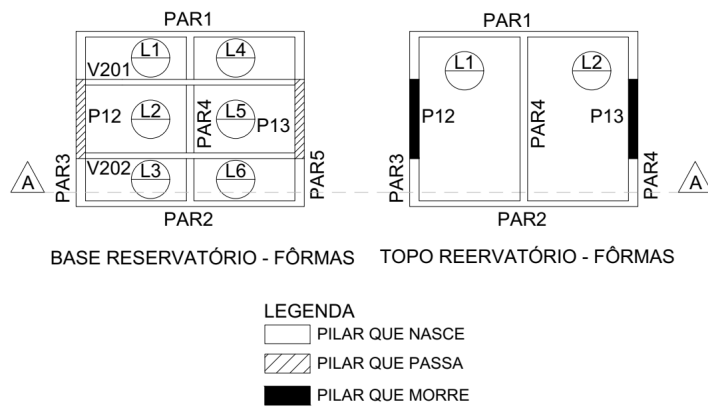 PAR1
L1
L4
V201
P12
L2
PAR4
L5
P13
PAR3
V202
L3
L6
PAR5
A
PAR2
BASE RESERVATÓRIO - FÔRMAS
PAR1
L1
L2
P12
PAR4
P13
PAR3
PAR4
A
PAR2
TOPO REERVATÓRIO - FÔRMAS
LEGENDA
PILAR QUE NASCE
PILAR QUE PASSA
PILAR QUE MORRE